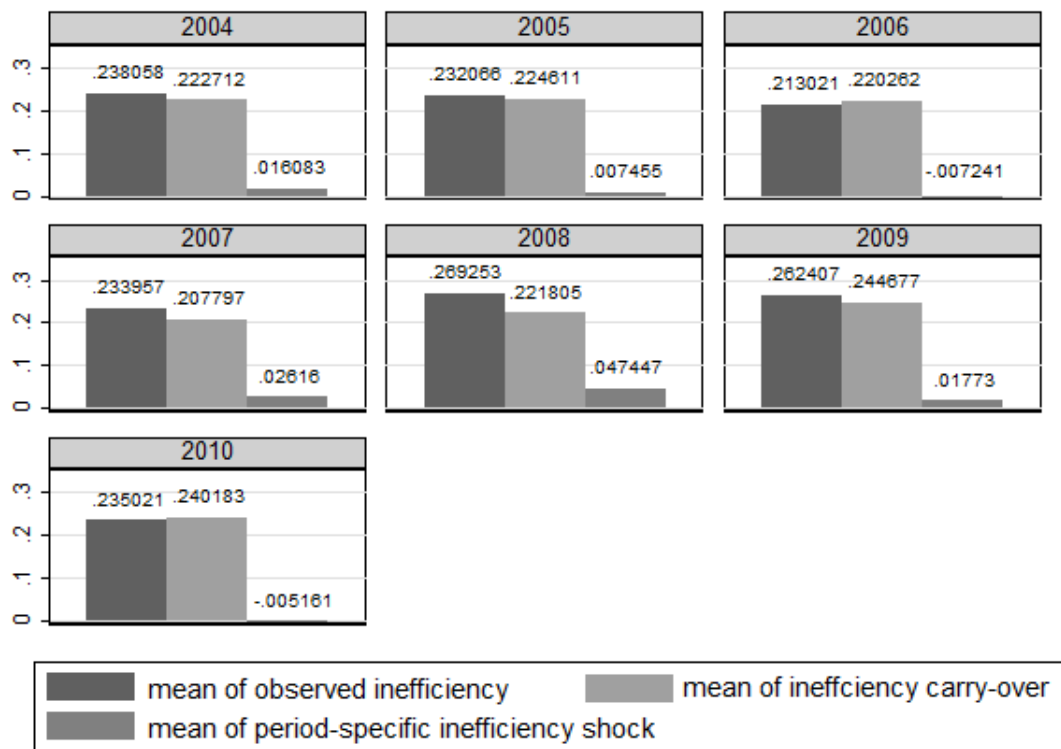 2004 2005 2006
.3
.2
.1
0
.238058 .222712 .016083
.232066 .224611 .007455
.213021 .220262 -.007241
2007 2008 2009
.3
.2
.1
0
.233957 .207797 .02616
.269253 .221805 .047447
.262407 .244677 .01773
2010
.3
.2
.1
0
.235021 .240183 -.005161
mean of observed inefficiency mean of ineffciency carry-over
mean of period-specific inefficiency shock